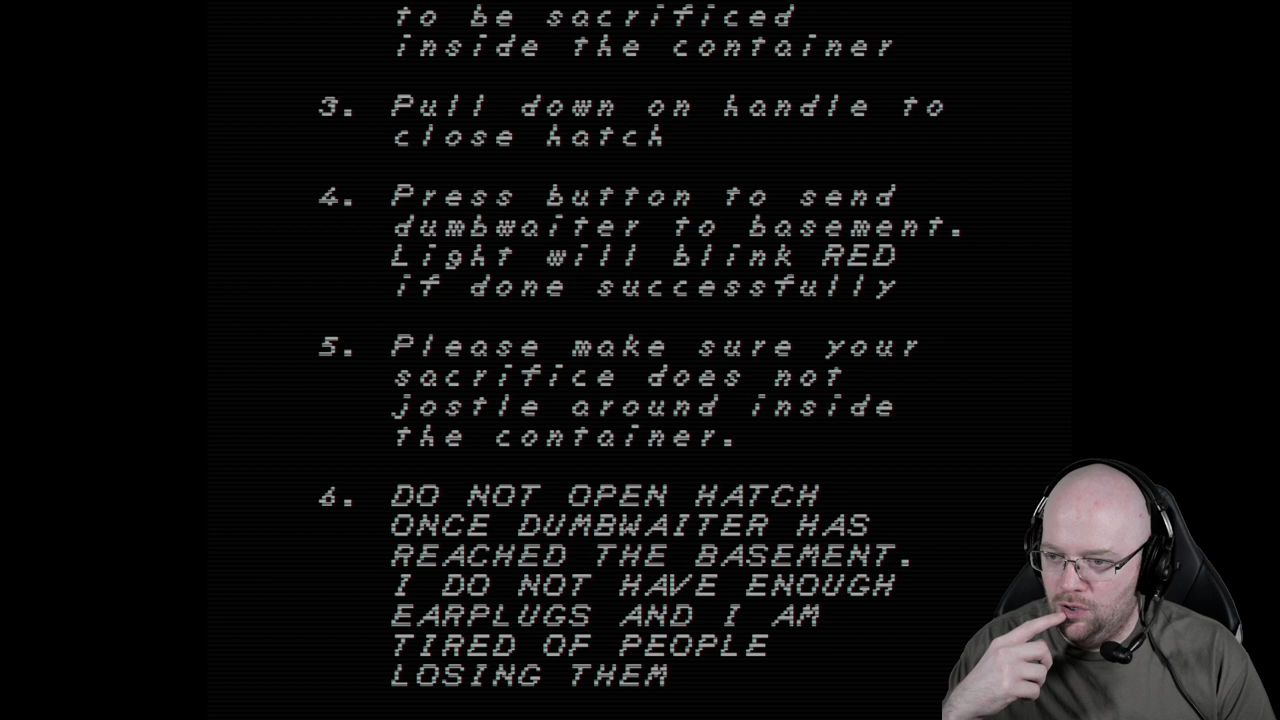 to be sacrificed
inside the container
3. Pull down on handle to
close hatch
4. Press button to send
dumbwaiter to basement.
Light will blink RED
if done successfully
5. Please make sure your
sacrifice does not
jostle around inside
the container.
6. DO NOT OPEN HATCH
ONCE DUMBWAITER HAS
REACHED THE BASEMENT.
I DO NOT HAVE ENOUGH
EARPLUGS AND I AM
TIRED OF PEOPLE
LOSING THEM